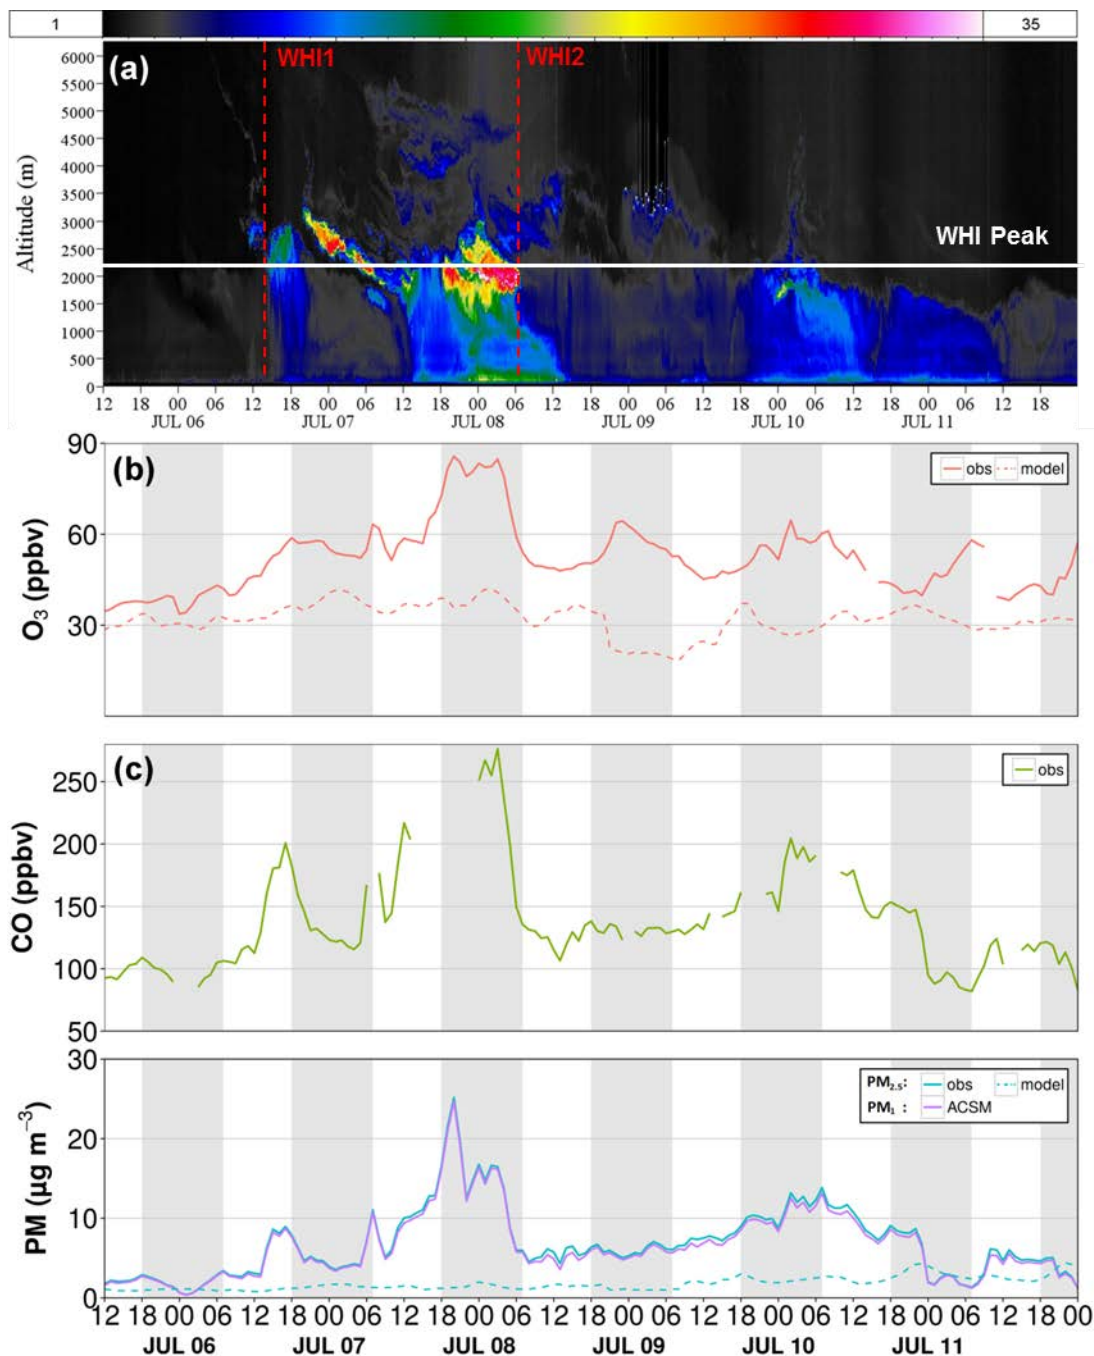 1 35
(a) WHI1 WHI2
6000
5500
5000
4500
4000
3500
3000
2500
2000
1500
1000
500
0
Altitude (m)
WHI Peak
12 18 00 06 12 18 00 06 12 18 00 06 12 18 00 06 12 18 00 06 12 18 00 06 12 18
JUL 06 JUL 07 JUL 08 JUL 09 JUL 10 JUL 11
(b)
obs model
90
60
30
O3 (ppbv)
(c)
obs
250
200
150
100
50
CO (ppbv)
PM2.5: obs model
PM1 : ACSM
30
20
10
0
PM (µg m−3)
12 18 00 06 12 18 00 06 12 18 00 06 12 18 00 06 12 18 00 06 12 18 00 06 12 18 00
JUL 06 JUL 07 JUL 08 JUL 09 JUL 10 JUL 11